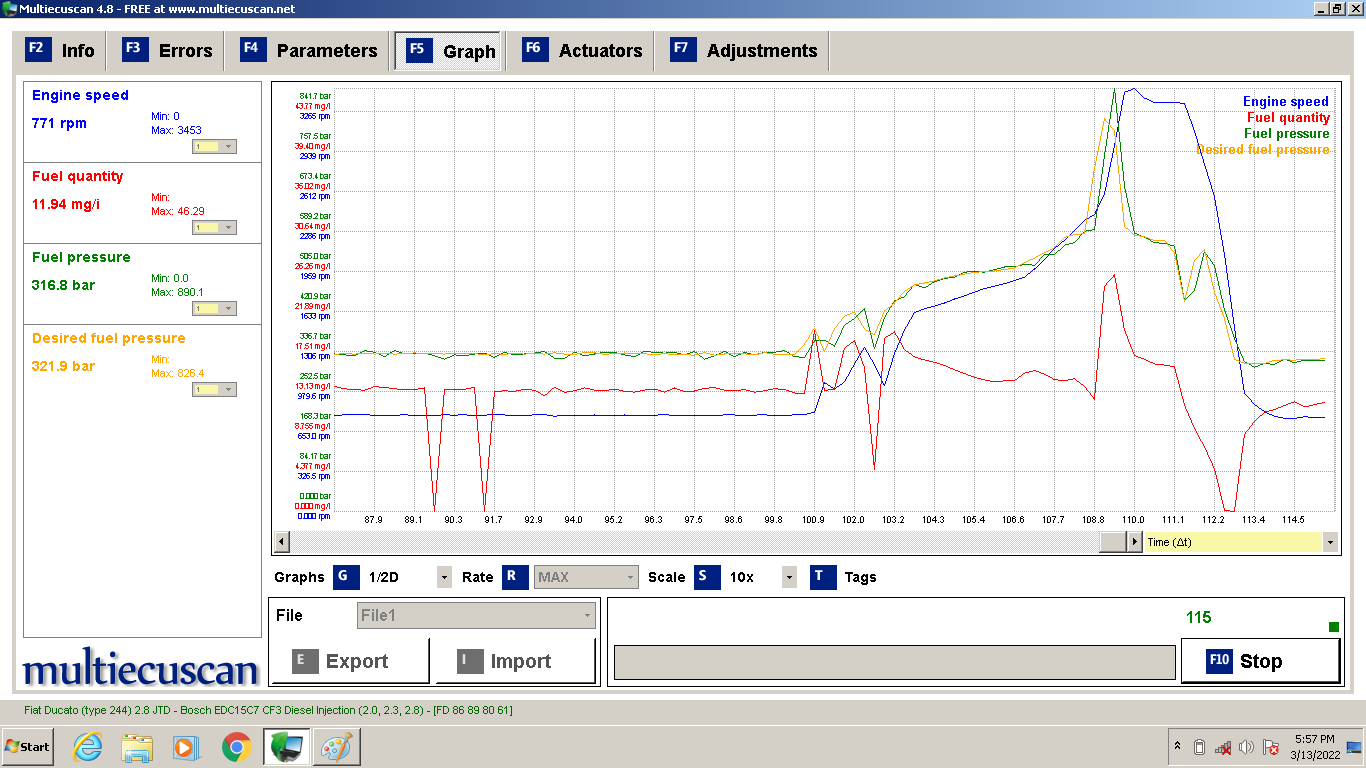 Multiecuscan 4.8 - FREE at www.multiecuscan.net
F2 Info F3 Errors F4 Parameters F5 Graph F6 Actuators F7 Adjustments
Engine speed
771 rpm
Min: 0
Max: 3453
1
Fuel quantity
11.94 mg/i
Min:
Max: 46.29
1
Fuel pressure
316.8 bar
Min: 0.0
Max: 890.1
1
Desired fuel pressure
321.9 bar
Min:
Max: 826.4
1
multiecuscan
841.7 bar
43.77 mg/i
3265 rpm
757.5 bar
39.40 mg/i
2939 rpm
673.4 bar
35.02 mg/i
2612 rpm
589.2 bar
30.64 mg/i
2286 rpm
505.0 bar
26.26 mg/i
1959 rpm
420.9 bar
21.89 mg/i
1633 rpm
336.7 bar
17.51 mg/i
1306 rpm
252.5 bar
13.13 mg/i
979.6 rpm
168.3 bar
8.755 mg/i
653.0 rpm
84.17 bar
4.377 mg/i
326.5 rpm
0.000 bar
0.000 mg/i
0.000 rpm
Engine speed
Fuel quantity
Fuel pressure
Desired fuel pressure
87.9 89.1 90.3 91.7 92.9 94.0 95.2 96.3 97.5 98.6 99.8 100.9 102.0 103.2 104.3 105.4 106.6 107.7 108.8 110.0 111.1 112.2 113.4 114.5
Time (Δt)
Graphs G 1/2D Rate R MAX Scale S 10x T Tags
File File1
E Export I Import
115
F10 Stop
Fiat Ducato (type 244) 2.8 JTD - Bosch EDC15C7 CF3 Diesel Injection (2.0, 2.3, 2.8) - [FD 86 89 80 61]
Start
5:57 PM
3/13/2022